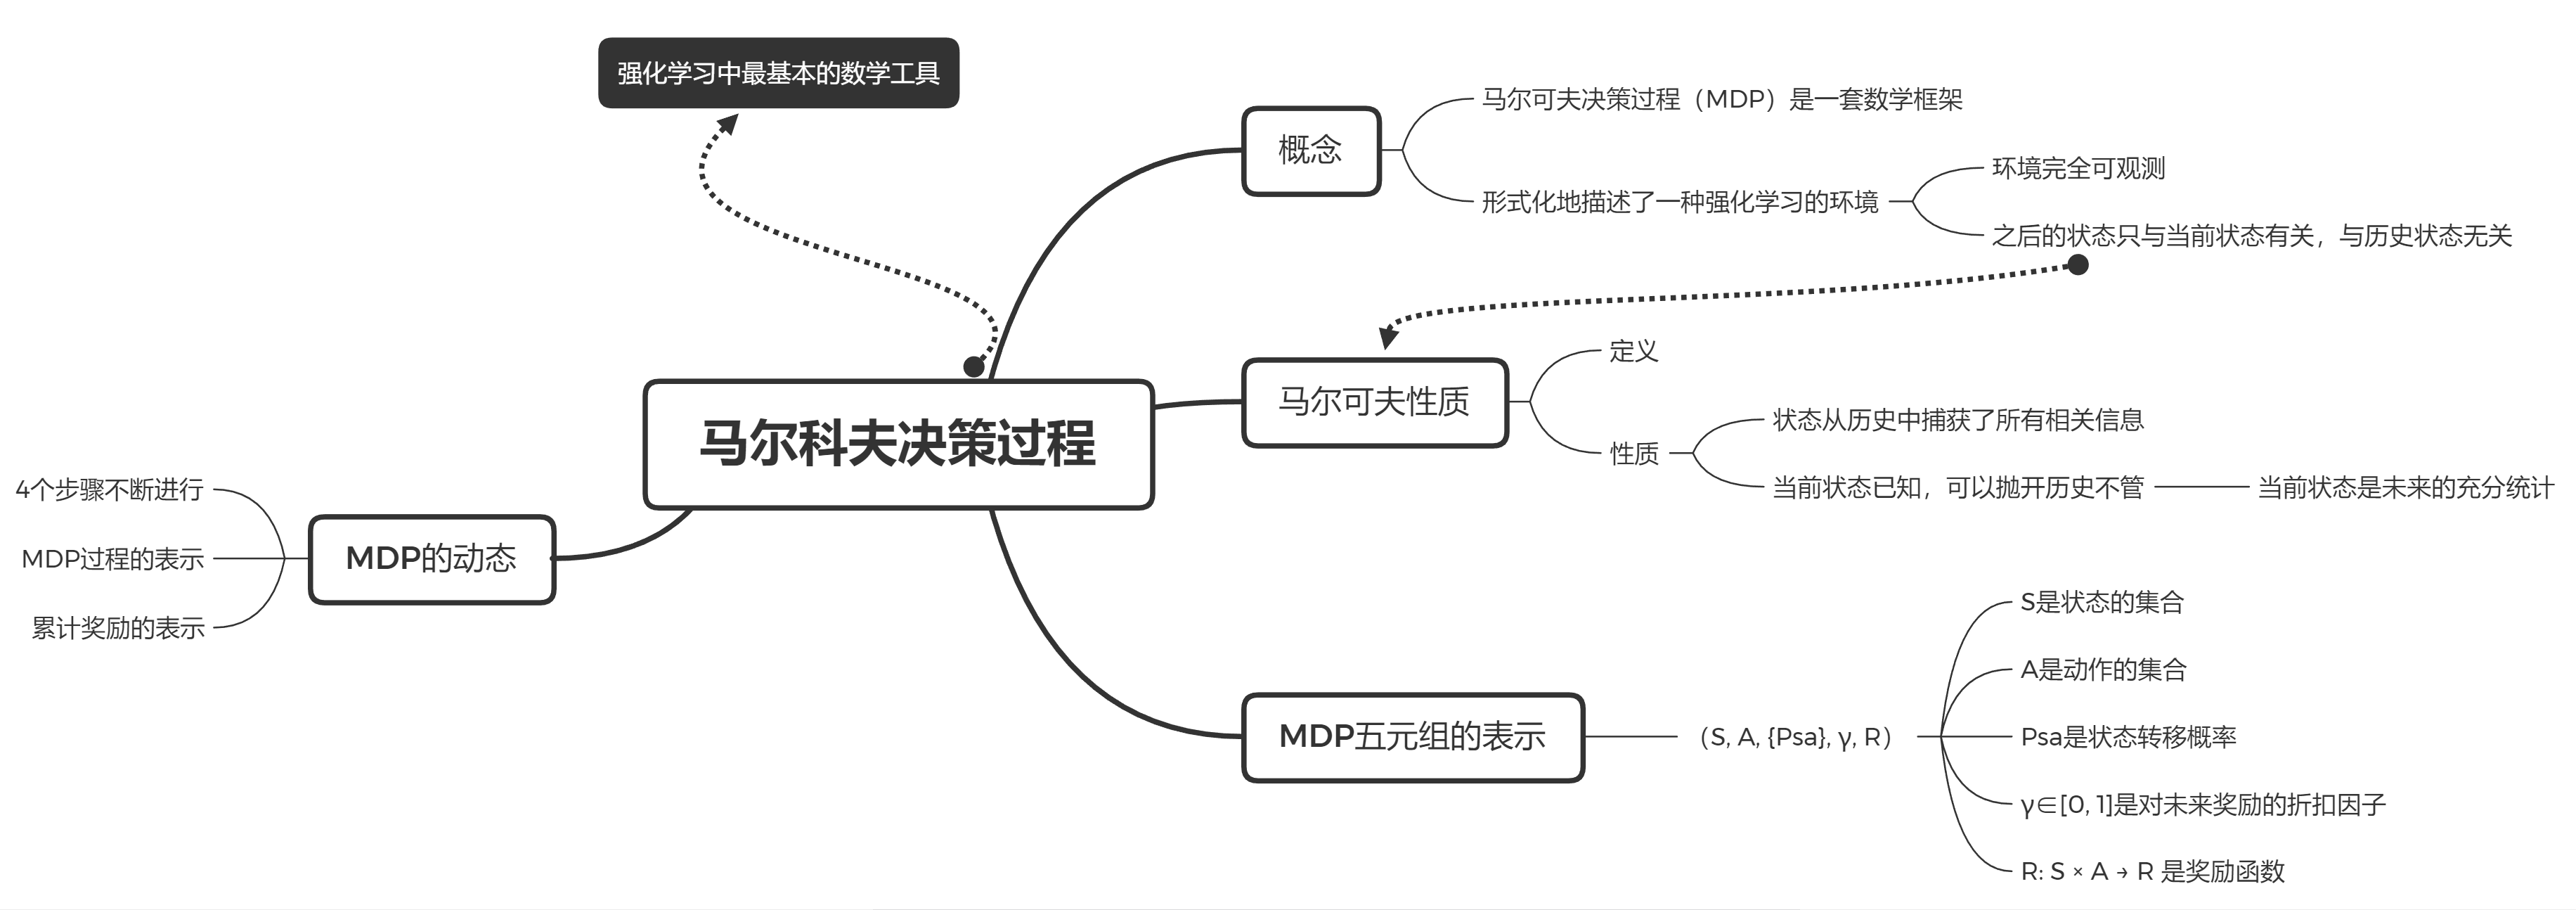 强化学习中最基本的数学工具
马尔科夫决策过程
概念
马尔可夫决策过程（MDP）是一套数学框架
形式化地描述了一种强化学习的环境
环境完全可观测
之后的状态只与当前状态有关，与历史状态无关
马尔可夫性质
定义
性质
状态从历史中捕获了所有相关信息
当前状态已知，可以抛开历史不管
当前状态是未来的充分统计
MDP五元组的表示
（S, A, {Psa}, γ, R）
S是状态的集合
A是动作的集合
Psa是状态转移概率
γ∈[0, 1]是对未来奖励的折扣因子
R: S × A → R 是奖励函数
MDP的动态
4个步骤不断进行
MDP过程的表示
累计奖励的表示